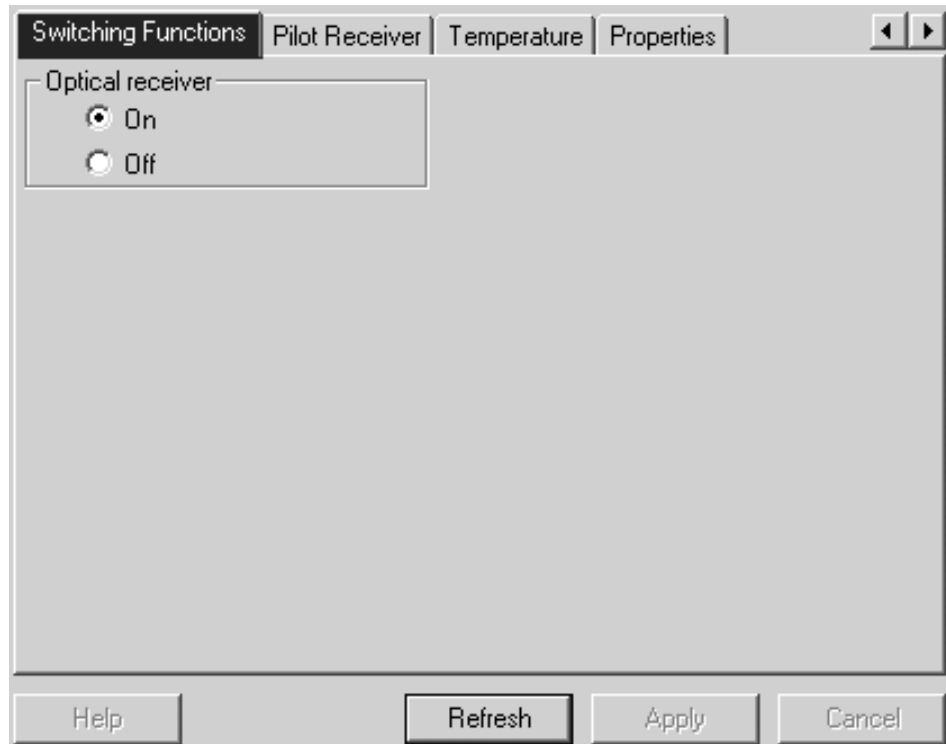 Switching Functions Pilot Receiver Temperature Properties
Optical receiver
On
Off
Help Refresh Apply Cancel